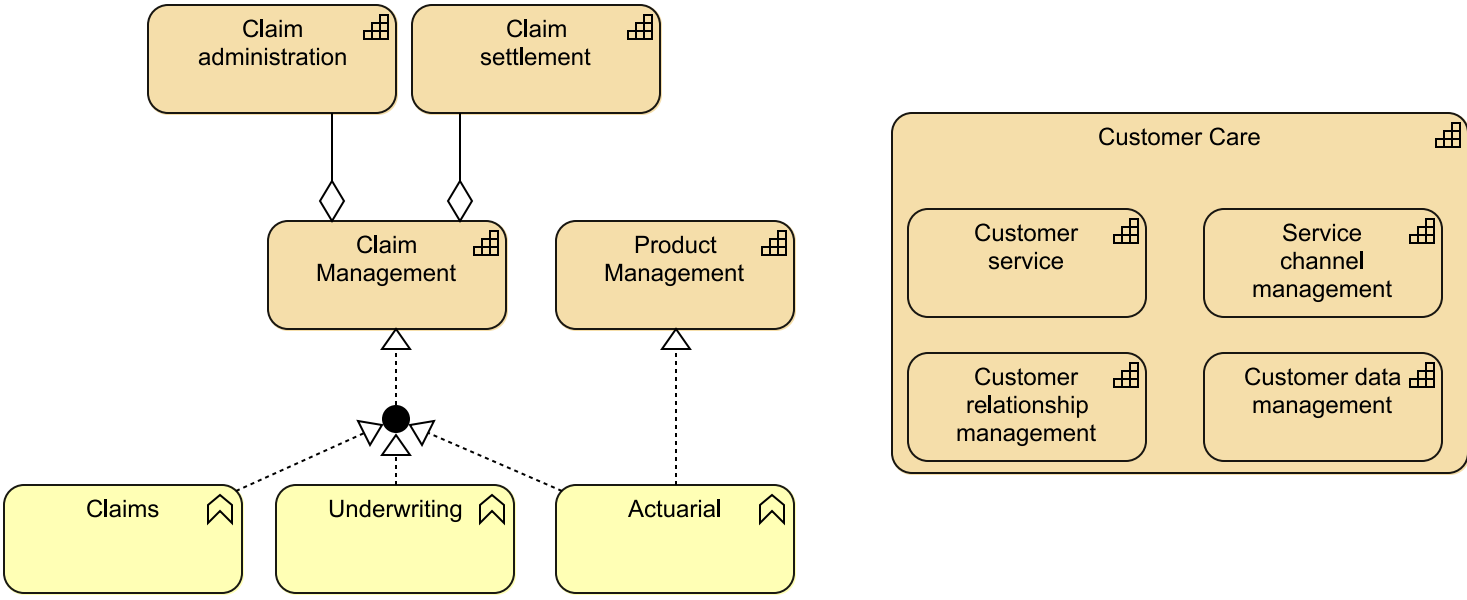 Claim
administration
Claim
settlement
Customer Care
Claim
Management
Product
Management
Customer
service
Service
channel
management
Customer
relationship
management
Customer data
management
Claims
Underwriting
Actuarial